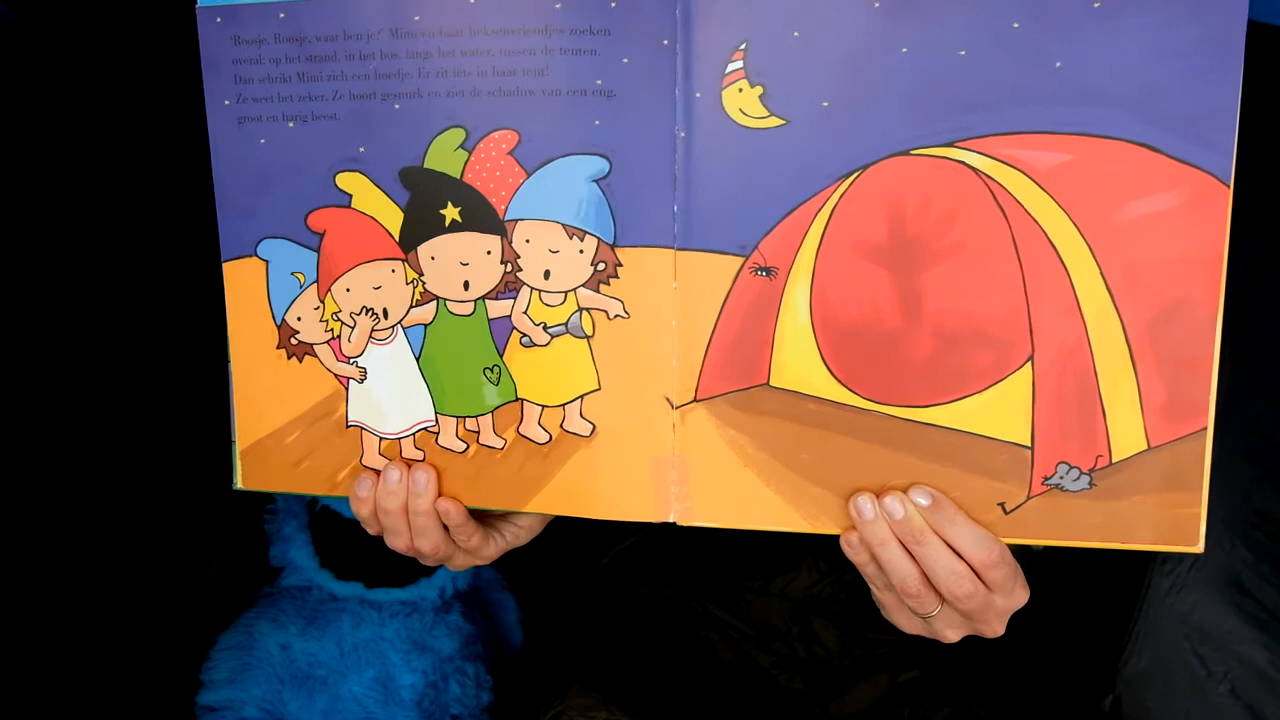 'Roosje, Roosje, waar ben je?' Mimi en haar heksenvriendjes zoeken
overal: op het strand, in het bos, langs het water, tussen de tenten.
Dan schrikt Mimi zich een hoedje. Er zit iets in haar tent!
Ze weet het zeker. Ze hoort gesnurk en ziet de schaduw van een eng,
groot en harig beest.